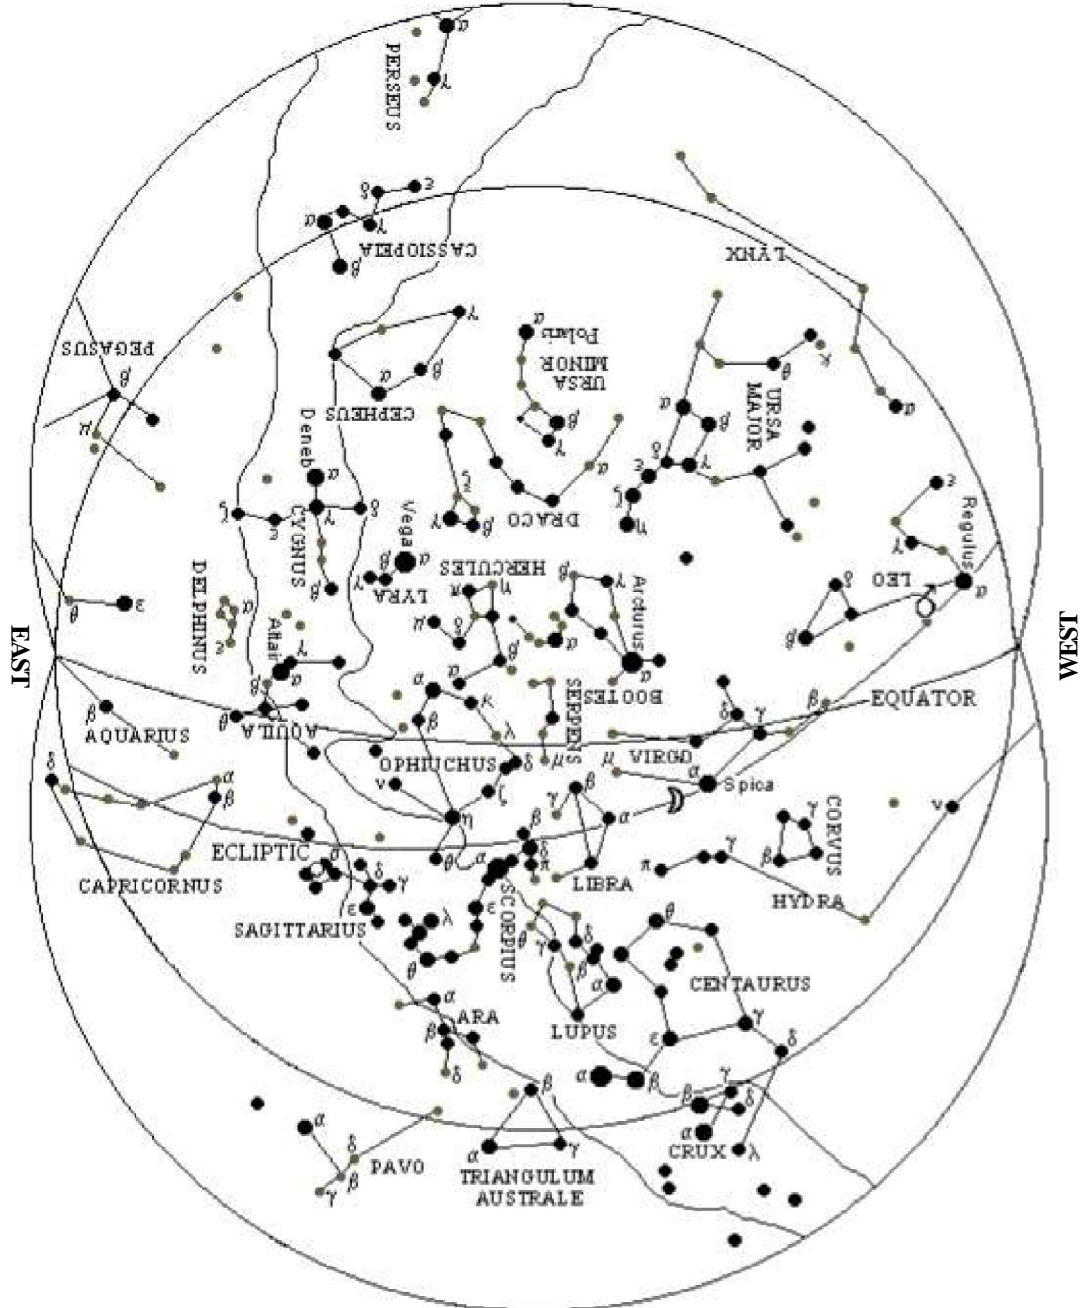 α
PERSEUS
γ
δ
ε
α
γ
CASSIOPEIA
β
LYNX
γ
α
Polaris
PEGASUS
β
κ
URSA
MINOR
θ
β
α
CEPHEUS
α
β
URSA
MAIOR
α
β
γ
μ
Deneb
α
δ
γ
ε
ζ
α
ε
ζ
δ
γ
ε
CYGNUS
γ
β
DRACO
ζ
η
Regulus
Vega
α
β
γ
LYRA
β
HERCULES
π
η
β
γ
γ
δ
LEO
α
DELPHINUS
α
ε
θ
ε
μ
δ
Arcturus
β
EAST
WEST
Altair
γ
α
β
α
α
BOOTES
α
κ
SERPENS
EQUATOR
β
θ
AQUILA
β
AQUARIUS
β
λ
δ
γ
VIRGO
μ
μ
OPHIUCHUS
δ
α
Spica
δ
α
β
ν
ζ
β
γ
α
CORVUS
γ
β
ν
η
β
ECLIPTIC
σ
θ
α
δ
π
π
γ
LIBRA
CAPRICORNUS
δ
γ
HYDRA
SCORPIUS
ε
SAGITTARIUS
λ
ε
θ
θ
θ
γ
δ
β
α
CENTAURUS
α
ARA
β
LUPUS
ε
γ
δ
δ
α
β
β
γ
β
δ
α
CRUX
λ
α
δ
β
γ
PAVO
α
γ
TRIANGULUM
AUSTRALE